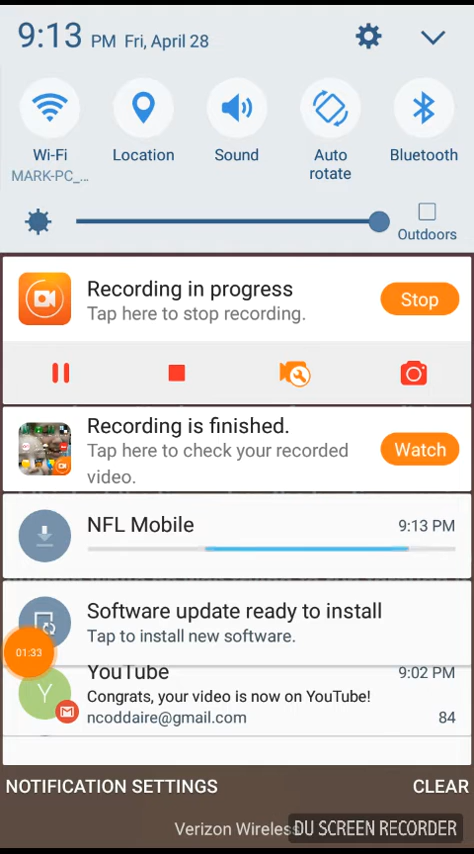 9:13 PM Fri, April 28
Wi-Fi
MARK-PC_...
Location
Sound
Auto
rotate
Bluetooth
Outdoors
Recording in progress
Tap here to stop recording.
Stop
Recording is finished.
Tap here to check your recorded
video.
Watch
NFL Mobile
9:13 PM
Software update ready to install
Tap to install new software.
01:33
YouTube
9:02 PM
Y
Congrats, your video is now on YouTube!
ncoddaire@gmail.com
84
NOTIFICATION SETTINGS
CLEAR
Verizon Wireless
DU SCREEN RECORDER